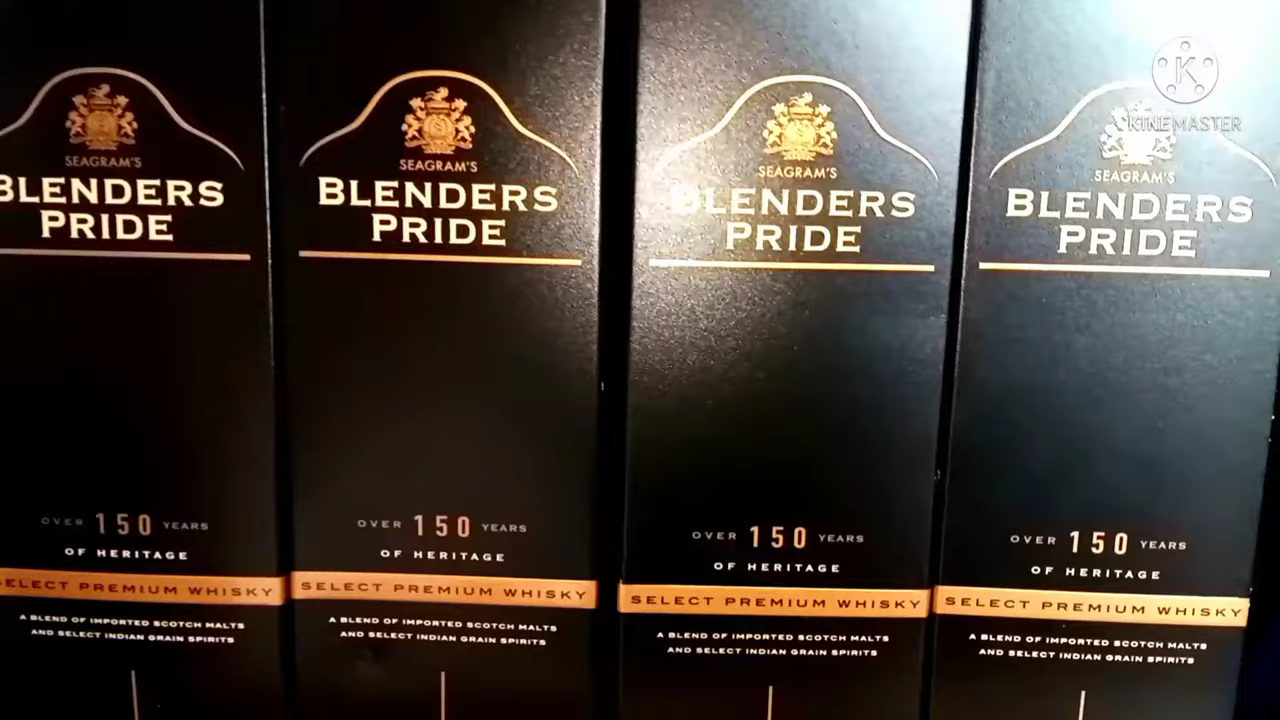 SEAGRAM'S
BLENDERS
PRIDE
OVER 150 YEARS
OF HERITAGE
SELECT PREMIUM WHISKY
A BLEND OF IMPORTED SCOTCH MALTS
AND SELECT INDIAN GRAIN SPIRITS
SEAGRAM'S
BLENDERS
PRIDE
OVER 150 YEARS
OF HERITAGE
SELECT PREMIUM WHISKY
A BLEND OF IMPORTED SCOTCH MALTS
AND SELECT INDIAN GRAIN SPIRITS
SEAGRAM'S
BLENDERS
PRIDE
OVER 150 YEARS
OF HERITAGE
SELECT PREMIUM WHISKY
A BLEND OF IMPORTED SCOTCH MALTS
AND SELECT INDIAN GRAIN SPIRITS
K
KINEMASTER
SEAGRAM'S
BLENDERS
PRIDE
OVER 150 YEARS
OF HERITAGE
SELECT PREMIUM WHISKY
A BLEND OF IMPORTED SCOTCH MALTS
AND SELECT INDIAN GRAIN SPIRITS